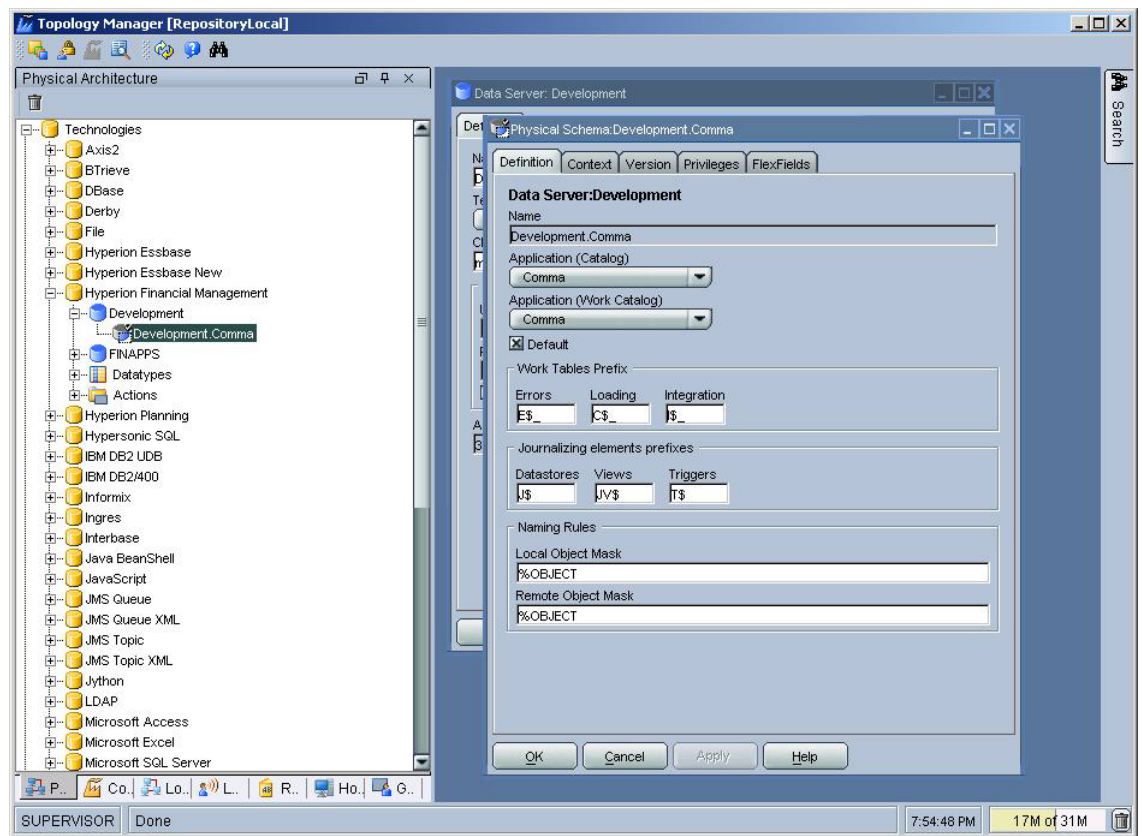 Topology Manager [RepositoryLocal]
Physical Architecture
Technologies
Axis2
BTrieve
DBase
Derby
File
Hyperion Essbase
Hyperion Essbase New
Hyperion Financial Management
Development
Development.Comma
FINAPPS
Datatypes
Actions
Hyperion Planning
Hypersonic SQL
IBM DB2 UDB
IBM DB2/400
Informix
Ingres
Interbase
Java BeanShell
JavaScript
JMS Queue
JMS Queue XML
JMS Topic
JMS Topic XML
Jython
LDAP
Microsoft Access
Microsoft Excel
Microsoft SQL Server
P..
Co..
Lo..
L..
R..
Ho..
G..
Data Server: Development
Physical Schema:Development.Comma
Definition Context Version Privileges FlexFields
Data Server:Development
Name
Development.Comma
Application (Catalog)
Comma
Application (Work Catalog)
Comma
Default
Work Tables Prefix
Errors Loading Integration
E$_ C$_ I$_
Journalizing elements prefixes
Datastores Views Triggers
J$ JV$ T$
Naming Rules
Local Object Mask
%OBJECT
Remote Object Mask
%OBJECT
OK Cancel Apply Help
Search
SUPERVISOR Done 7:54:48 PM 17M of 31M